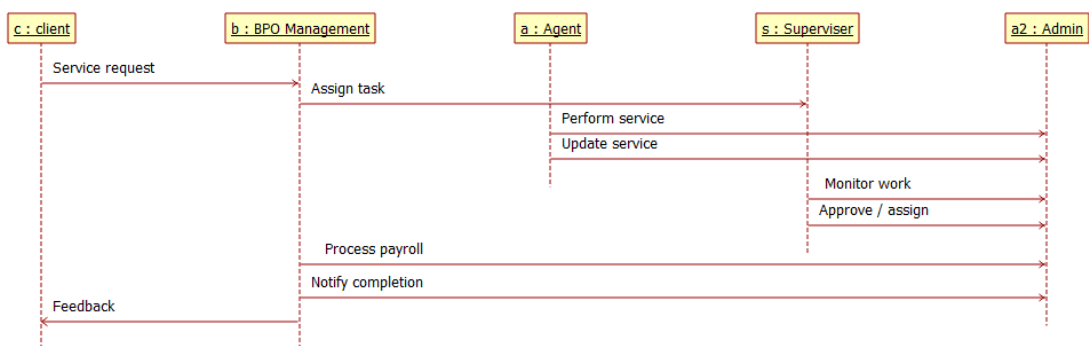 c : client
b : BPO Management
a : Agent
s : Superviser
a2 : Admin
Service request
Assign task
Perform service
Update service
Monitor work
Approve / assign
Process payroll
Notify completion
Feedback